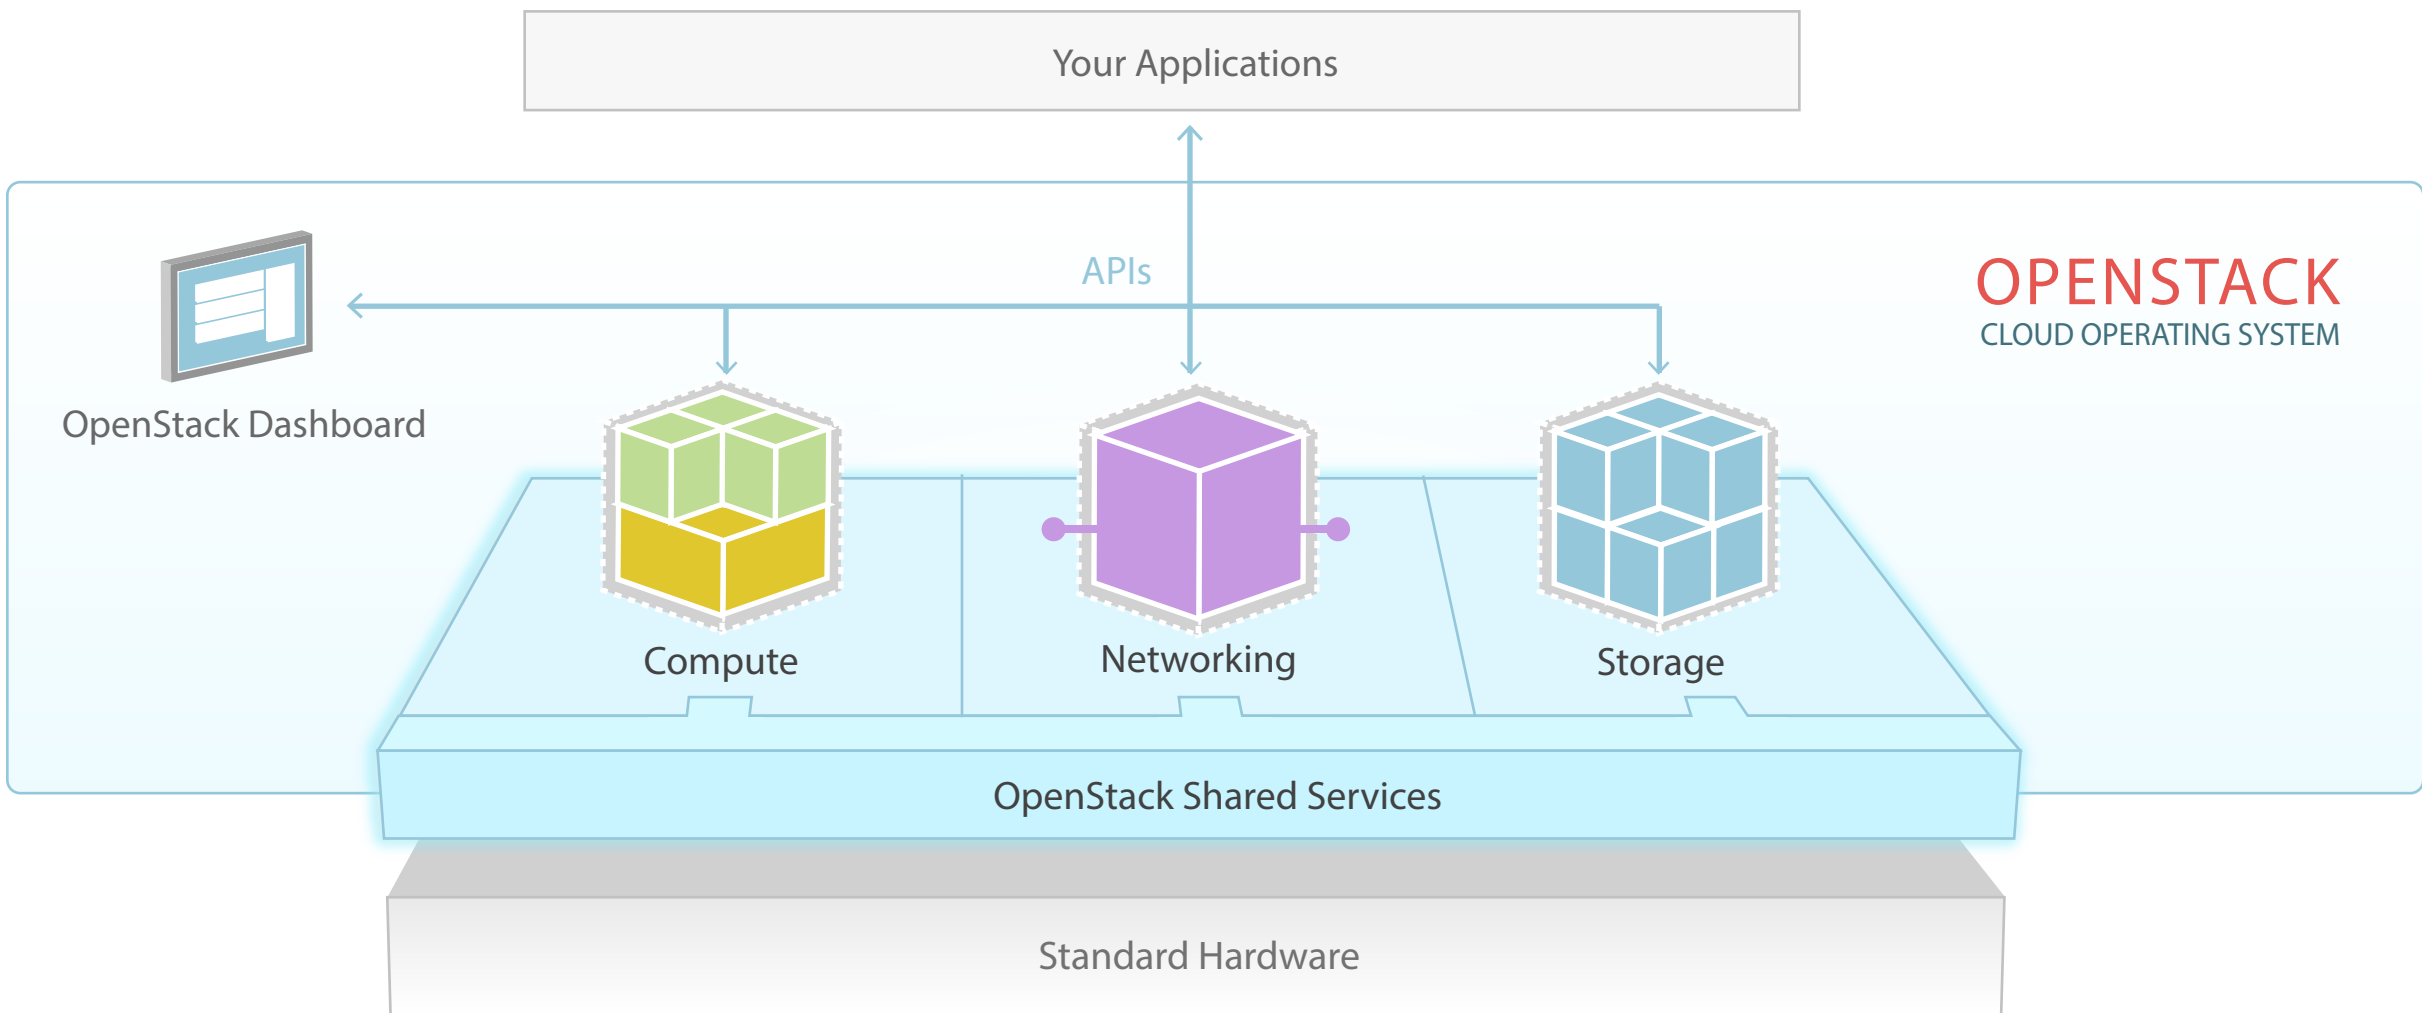 Your Applications
APIs
OPENSTACK
CLOUD OPERATING SYSTEM
OpenStack Dashboard
Compute
Networking
Storage
OpenStack Shared Services
Standard Hardware